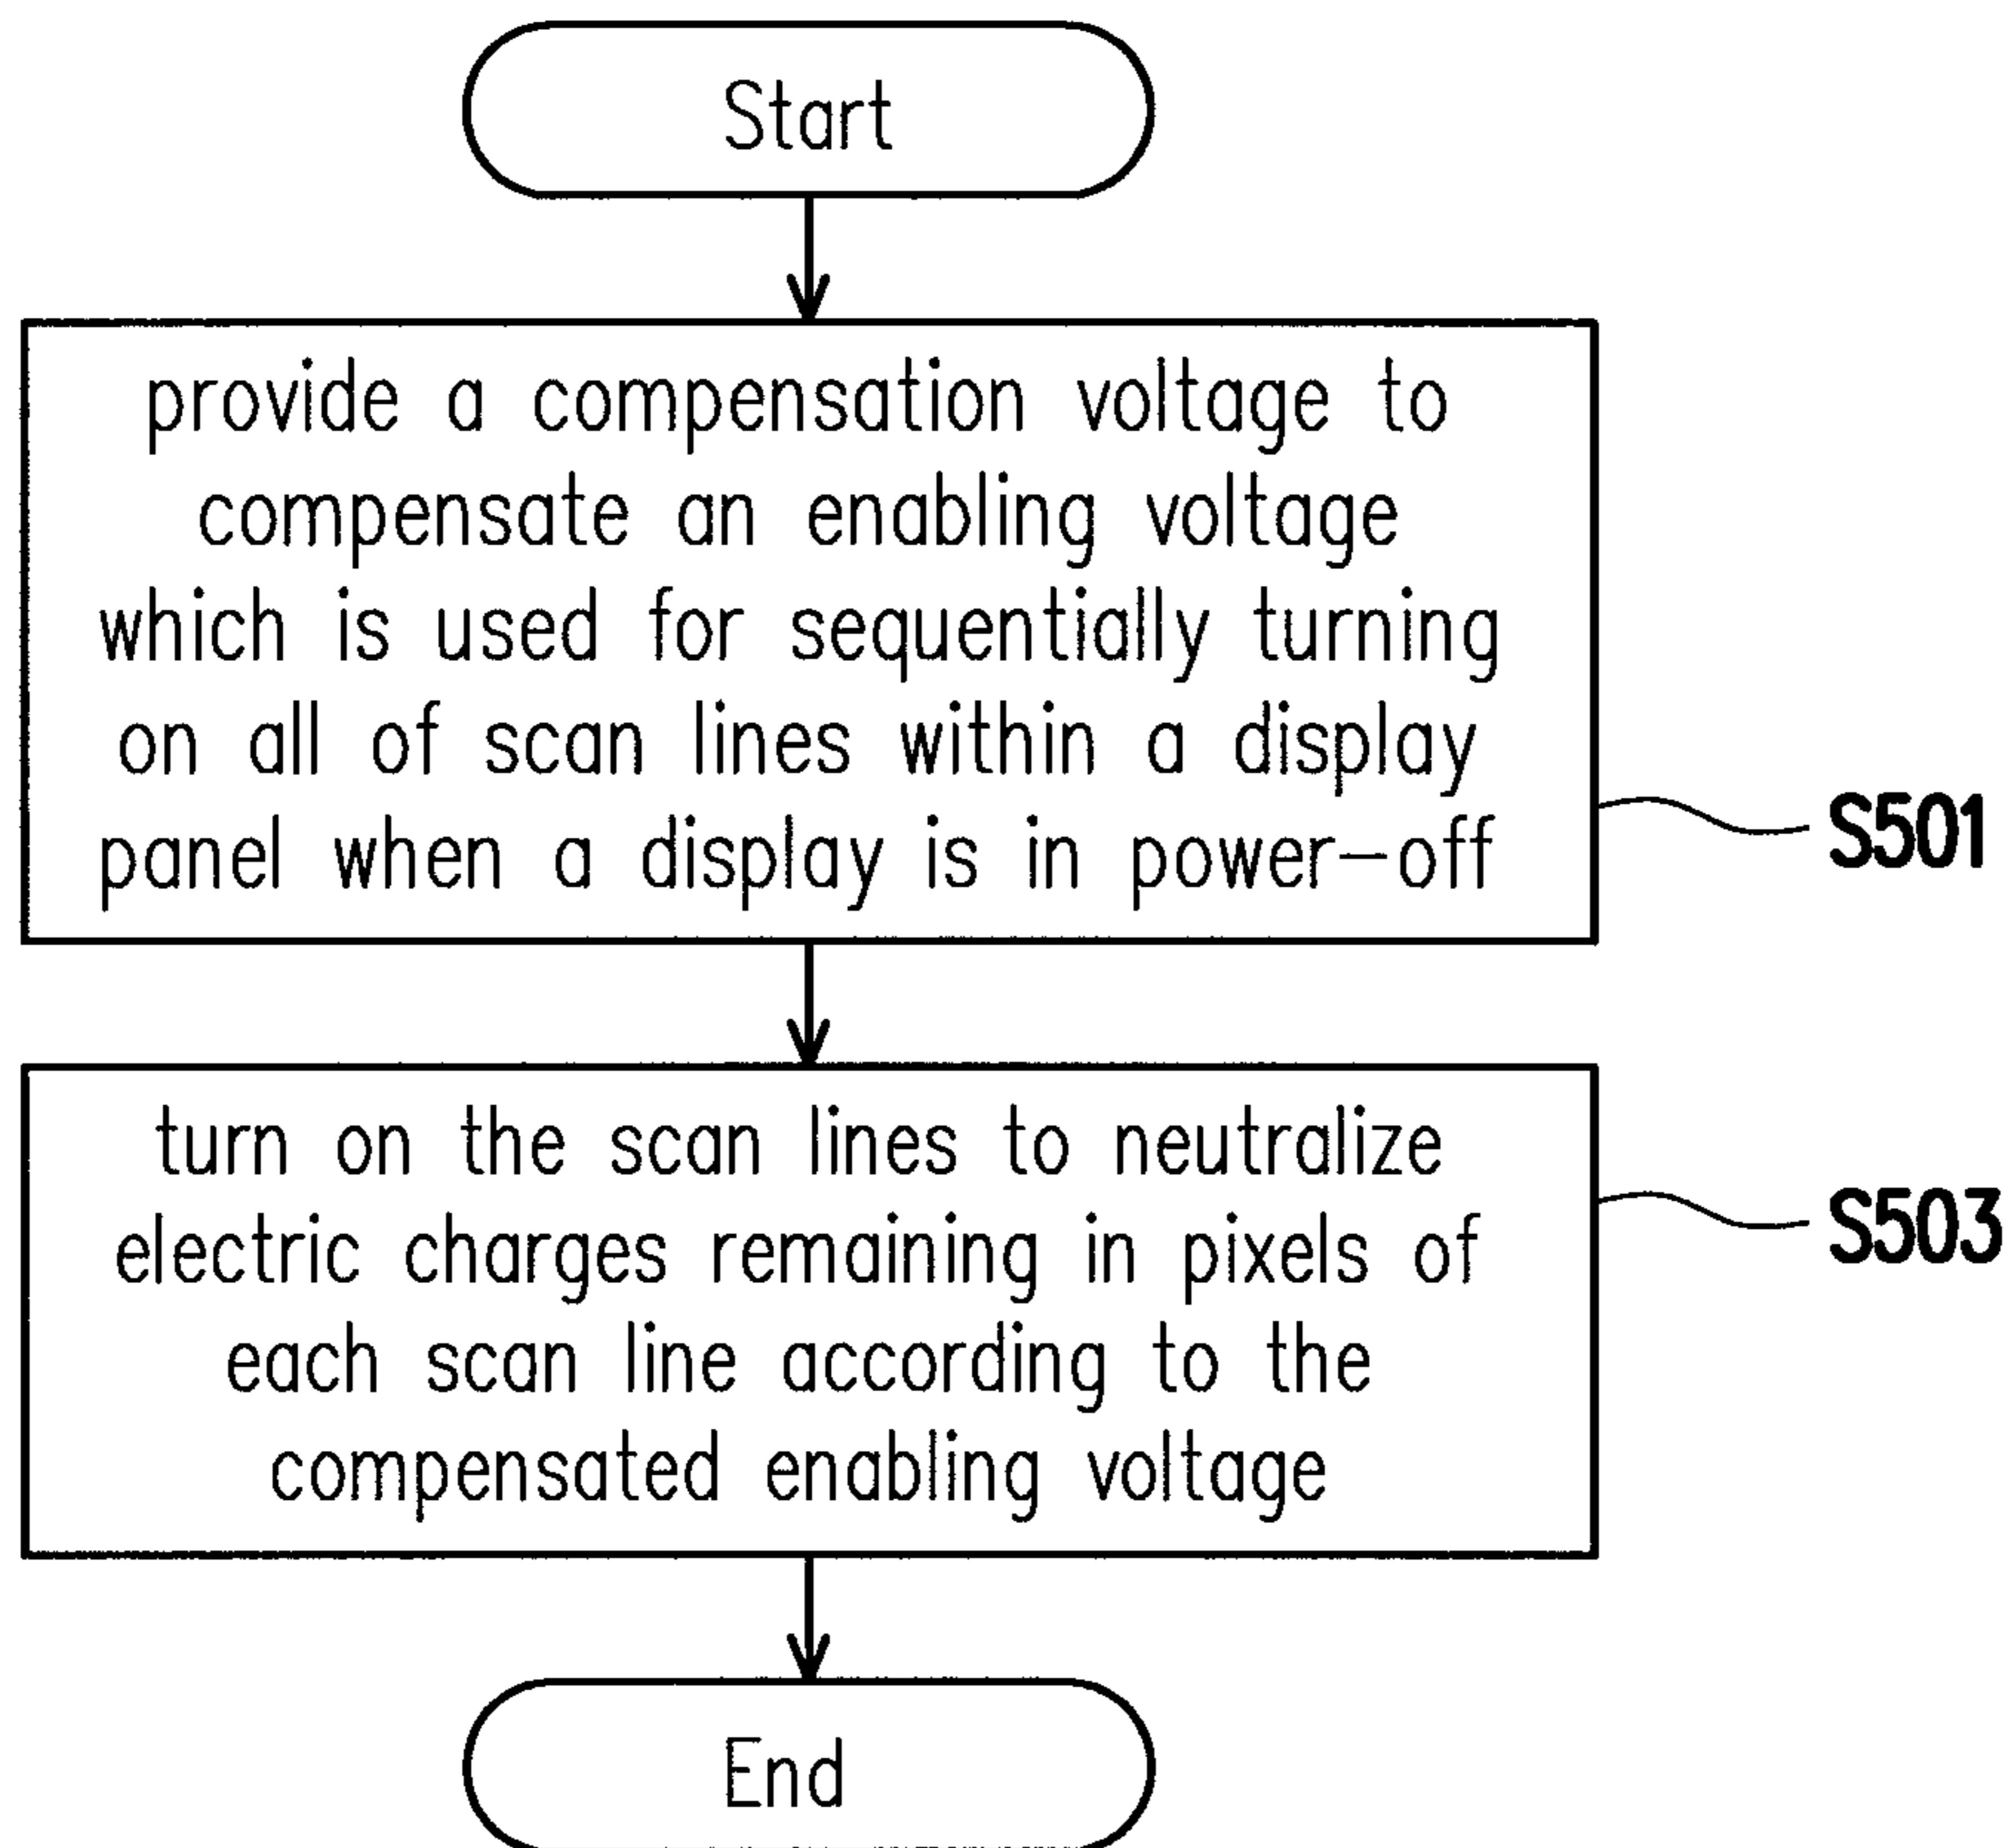 Start
provide a compensation voltage to
compensate an enabling voltage
which is used for sequentially turning
on all of scan lines within a display
panel when a display is in power-off
S501
turn on the scan lines to neutralize
electric charges remaining in pixels of
each scan line according to the
compensated enabling voltage
S503
End